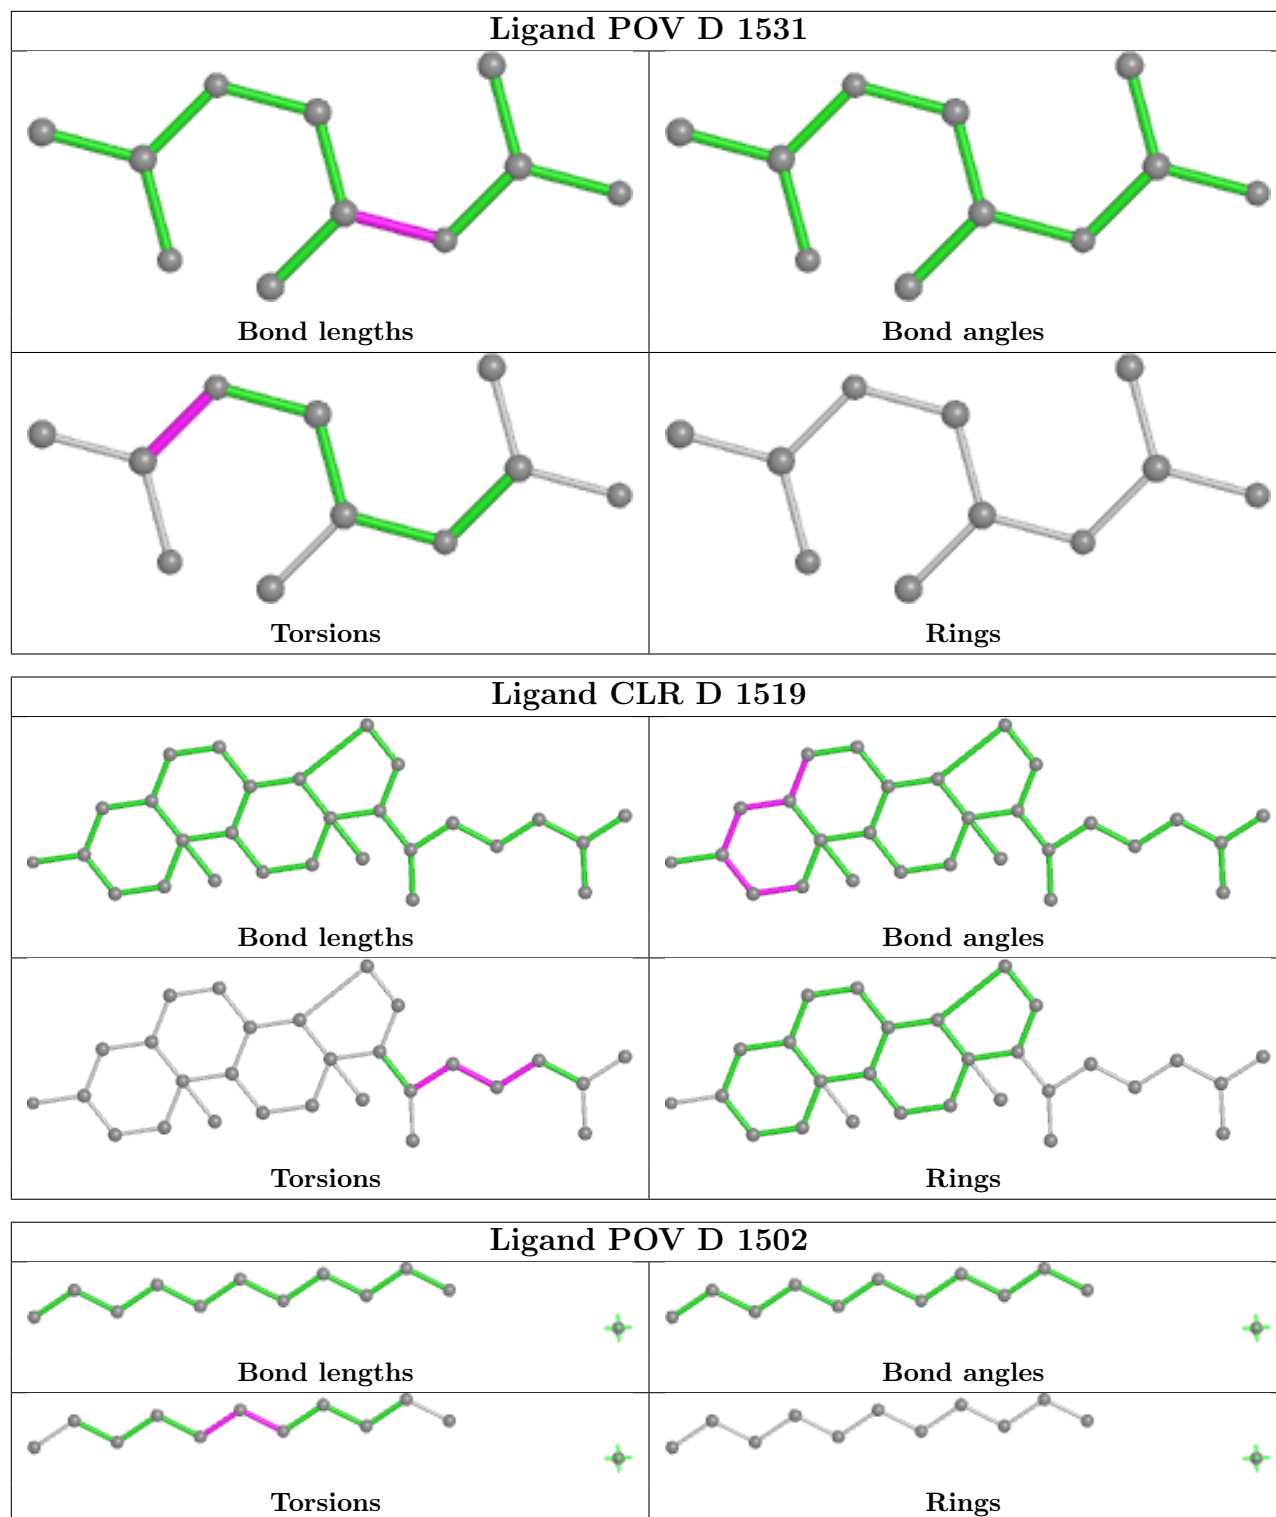 Ligand POV D 1531
Bond lengths
Bond angles
Torsions
Rings
Ligand CLR D 1519
Bond lengths
Bond angles
Torsions
Rings
Ligand POV D 1502
Bond lengths
Bond angles
Torsions
Rings